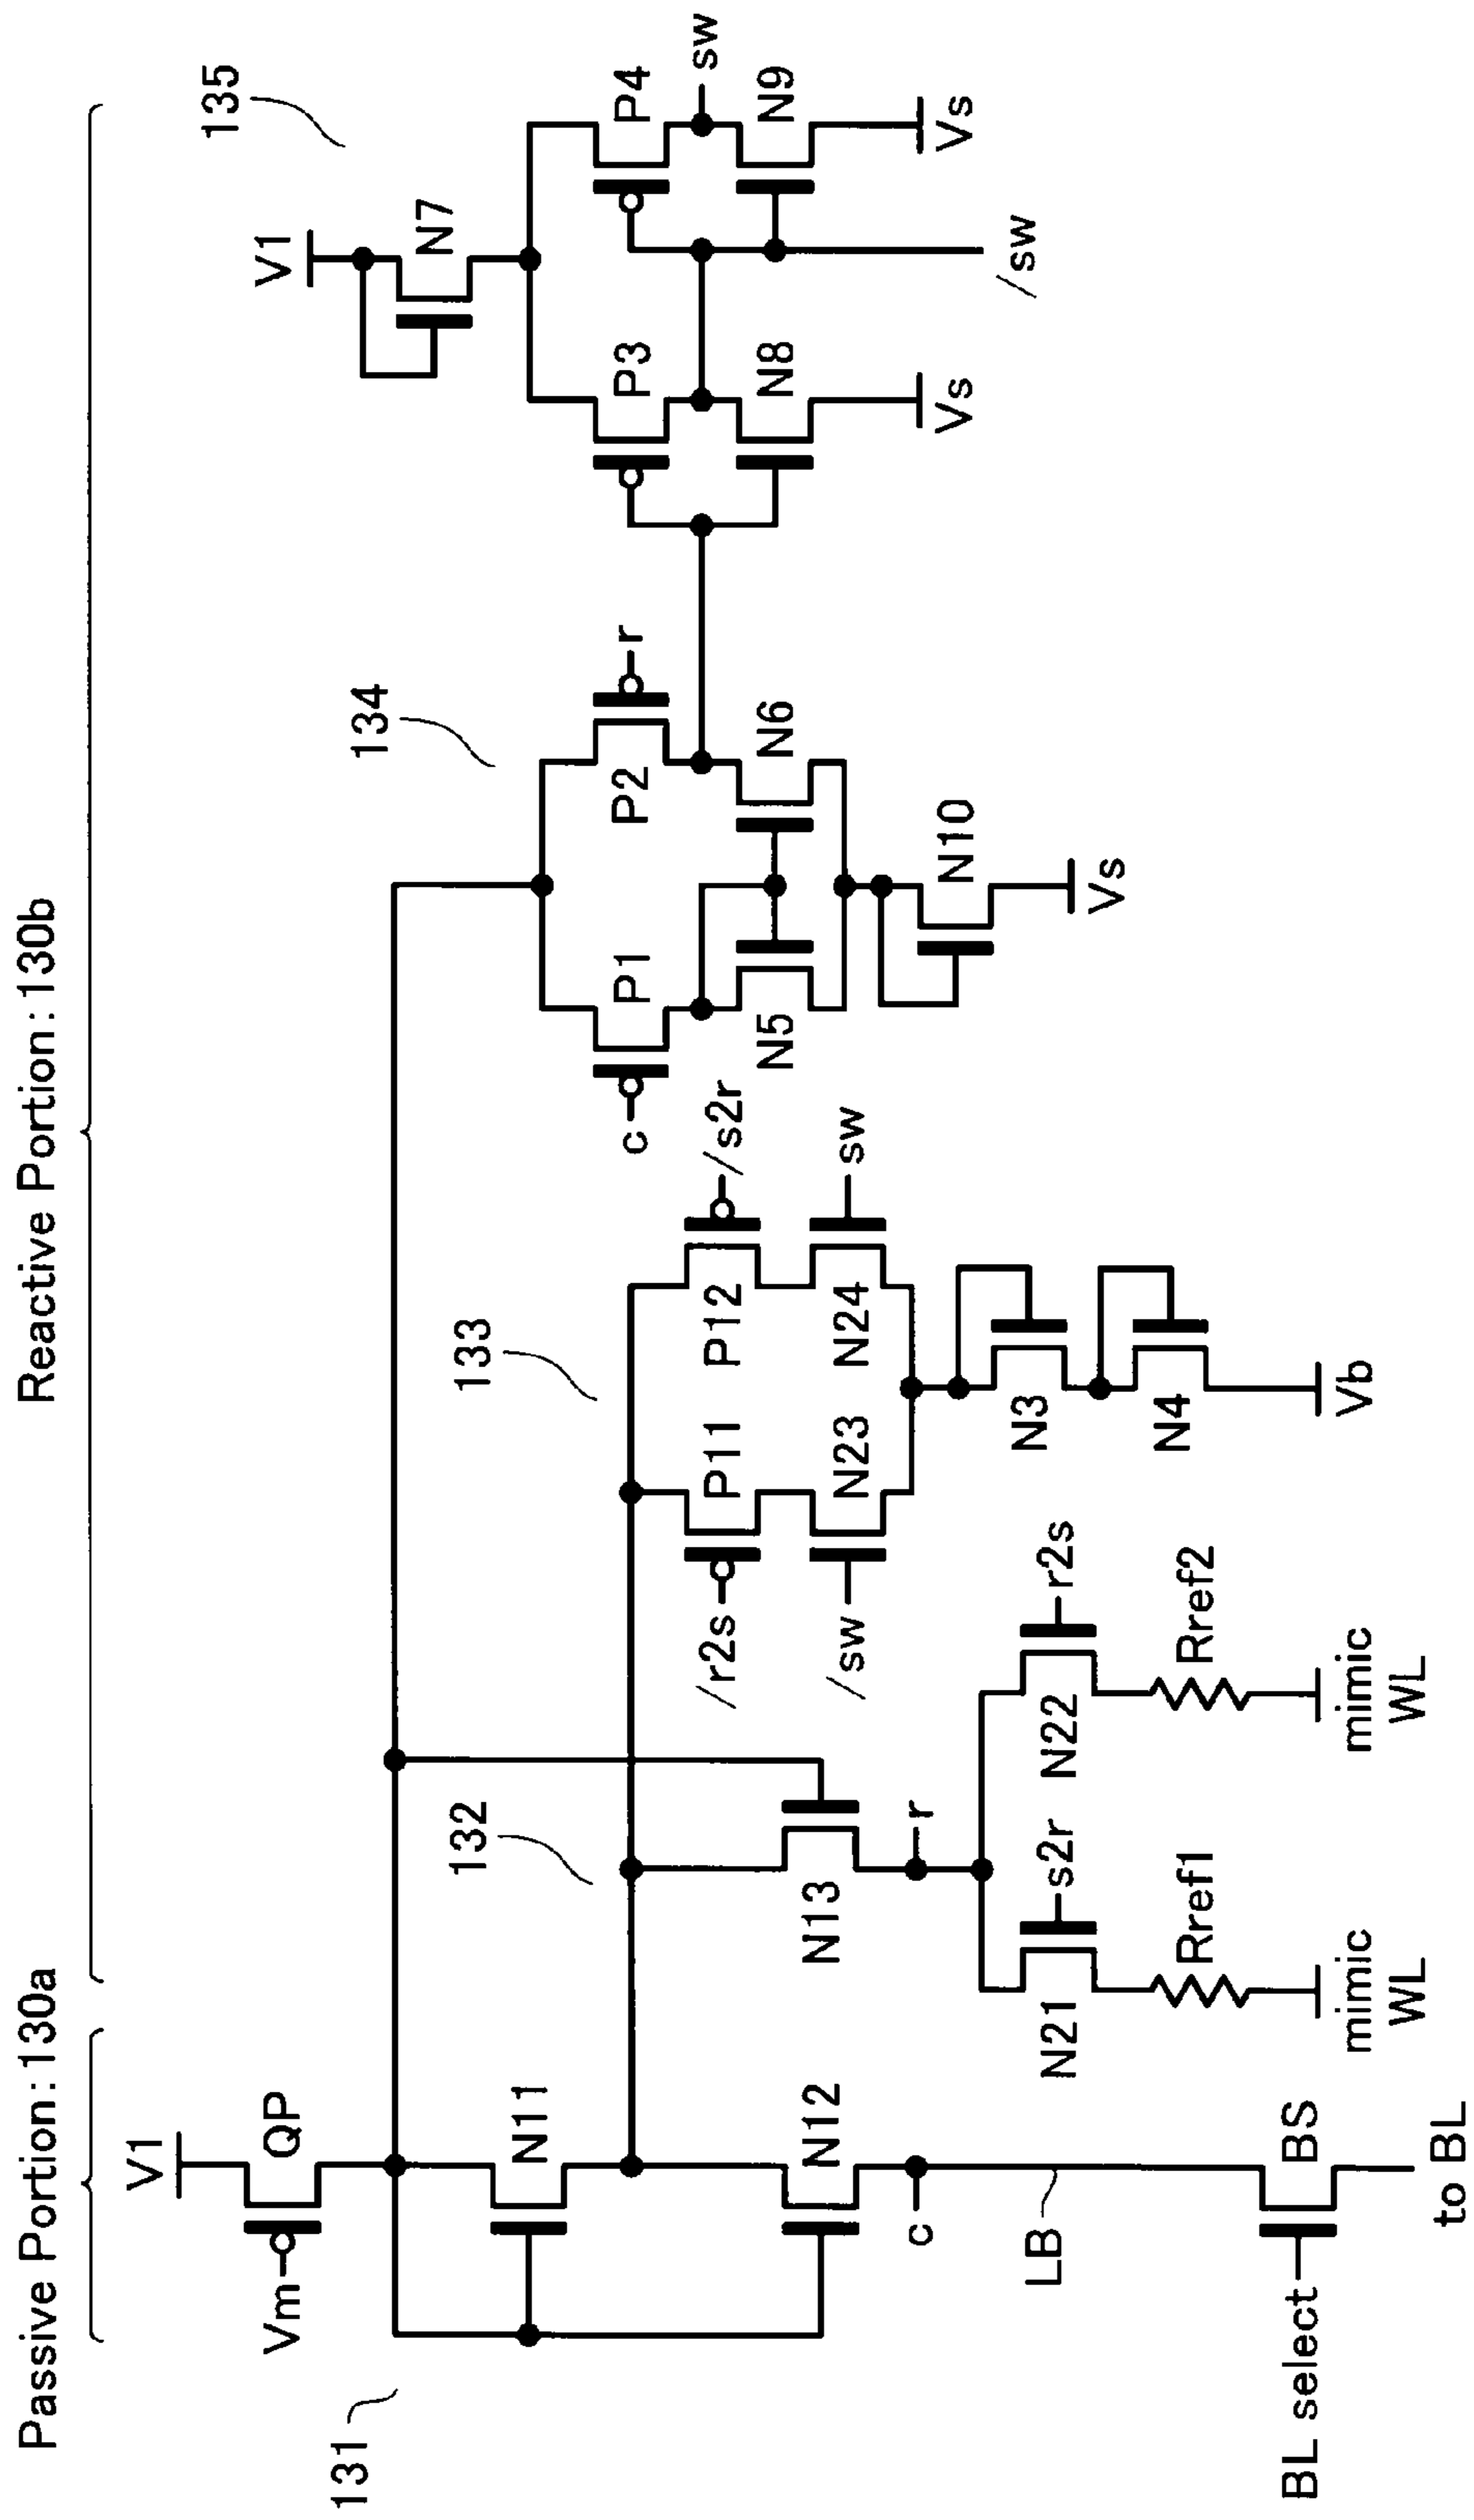 Passive Portion:130a
Reactive Portion:130b
131
V1
Vm
QP
N11
N12
c
LB
BL select
BS
to BL
132
N13
r
N21
s2r
Rref1
mimic
WL
N22
r2s
Rref2
mimic
WL
133
/r2s
P11
P12
/s2r
/sw
N23
N24
sw
N3
N4
Vb
134
c
P1
P2
r
N5
N6
N10
Vs
135
V1
N7
P3
P4
sw
N8
N9
Vs
/sw
Vs